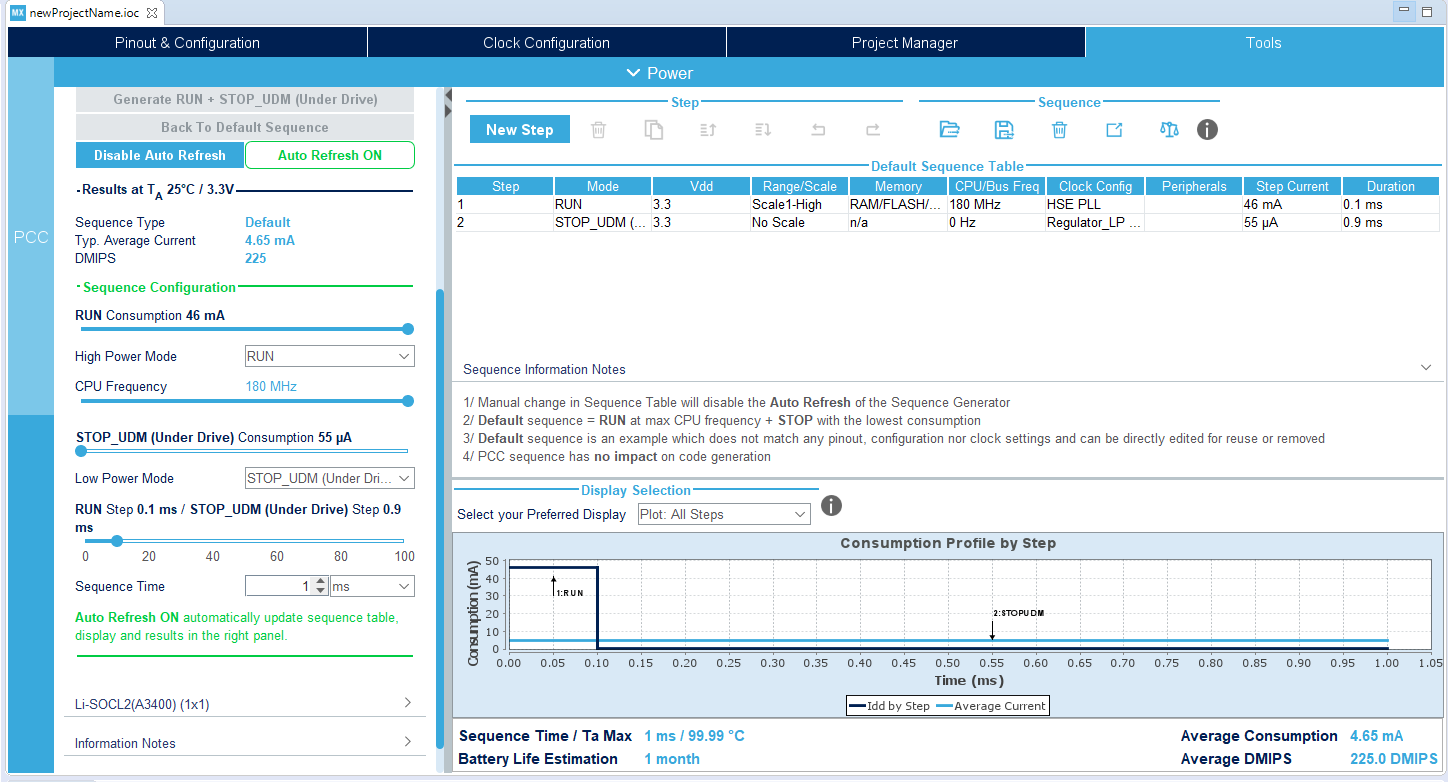 MX newProjectName.ioc
Pinout & Configuration
Clock Configuration
Project Manager
Tools
Power
PCC
Generate RUN + STOP_UDM (Under Drive)
Back To Default Sequence
Disable Auto Refresh
Auto Refresh ON
Results at TA 25°C / 3.3V
Sequence Type Default
Typ. Average Current 4.65 mA
DMIPS 225
Sequence Configuration
RUN Consumption 46 mA
High Power Mode RUN
CPU Frequency 180 MHz
STOP_UDM (Under Drive) Consumption 55 µA
Low Power Mode STOP_UDM (Under Dri...
RUN Step 0.1 ms / STOP_UDM (Under Drive) Step 0.9
ms
0 20 40 60 80 100
Sequence Time 1 ms
Auto Refresh ON automatically update sequence table,
display and results in the right panel.
Li-SOCL2(A3400) (1x1)
Information Notes
Step
Sequence
New Step
Default Sequence Table
Step Mode Vdd Range/Scale Memory CPU/Bus Freq Clock Config Peripherals Step Current Duration
1 RUN 3.3 Scale1-High RAM/FLASH/... 180 MHz HSE PLL 46 mA 0.1 ms
2 STOP_UDM (... 3.3 No Scale n/a 0 Hz Regulator_LP ... 55 µA 0.9 ms
Sequence Information Notes
1/ Manual change in Sequence Table will disable the Auto Refresh of the Sequence Generator
2/ Default sequence = RUN at max CPU frequency + STOP with the lowest consumption
3/ Default sequence is an example which does not match any pinout, configuration nor clock settings and can be directly edited for reuse or removed
4/ PCC sequence has no impact on code generation
Display Selection
Select your Preferred Display Plot: All Steps
Consumption Profile by Step
Consumption (mA)
50
40
30
20
10
0
1:RUN
2:STOPUDM
0.00 0.05 0.10 0.15 0.20 0.25 0.30 0.35 0.40 0.45 0.50 0.55 0.60 0.65 0.70 0.75 0.80 0.85 0.90 0.95 1.00 1.05
Time (ms)
Idd by Step Average Current
Sequence Time / Ta Max 1 ms / 99.99 °C
Average Consumption 4.65 mA
Battery Life Estimation 1 month
Average DMIPS 225.0 DMIPS